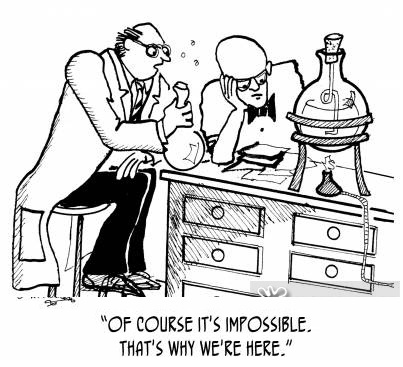 "OF COURSE IT'S IMPOSSIBLE.
THAT'S WHY WE'RE HERE."